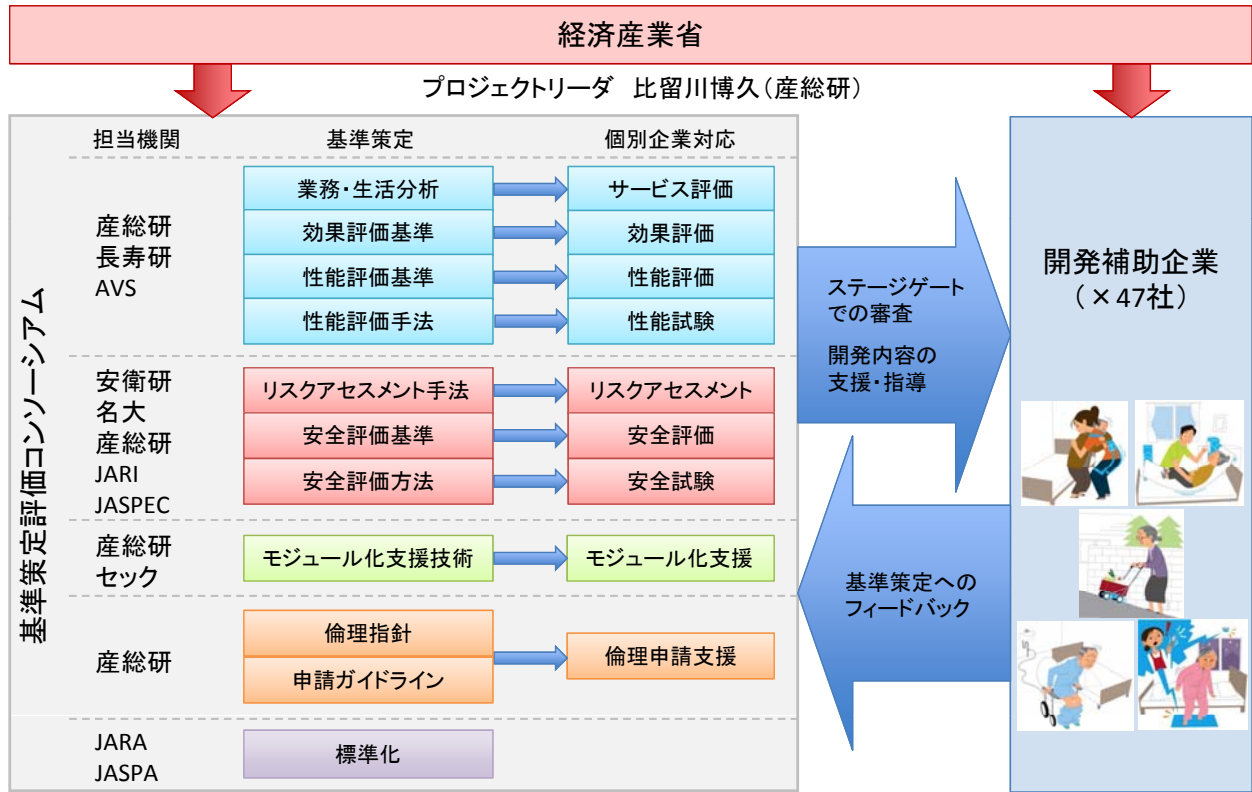 経済産業省
プロジェクトリーダ　比留川博久（産総研）
基準策定評価コンソーシアム
担当機関
基準策定
個別企業対応
産総研
長寿研
AVS
業務・生活分析
サービス評価
効果評価基準
効果評価
性能評価基準
性能評価
性能評価手法
性能試験
安衛研
名大
産総研
JARI
JASPEC
リスクアセスメント手法
リスクアセスメント
安全評価基準
安全評価
安全評価方法
安全試験
産総研
セック
モジュール化支援技術
モジュール化支援
産総研
倫理指針
申請ガイドライン
倫理申請支援
JARA
JASPA
標準化
ステージゲート
での審査
開発内容の
支援・指導
基準策定への
フィードバック
開発補助企業
（×47社）